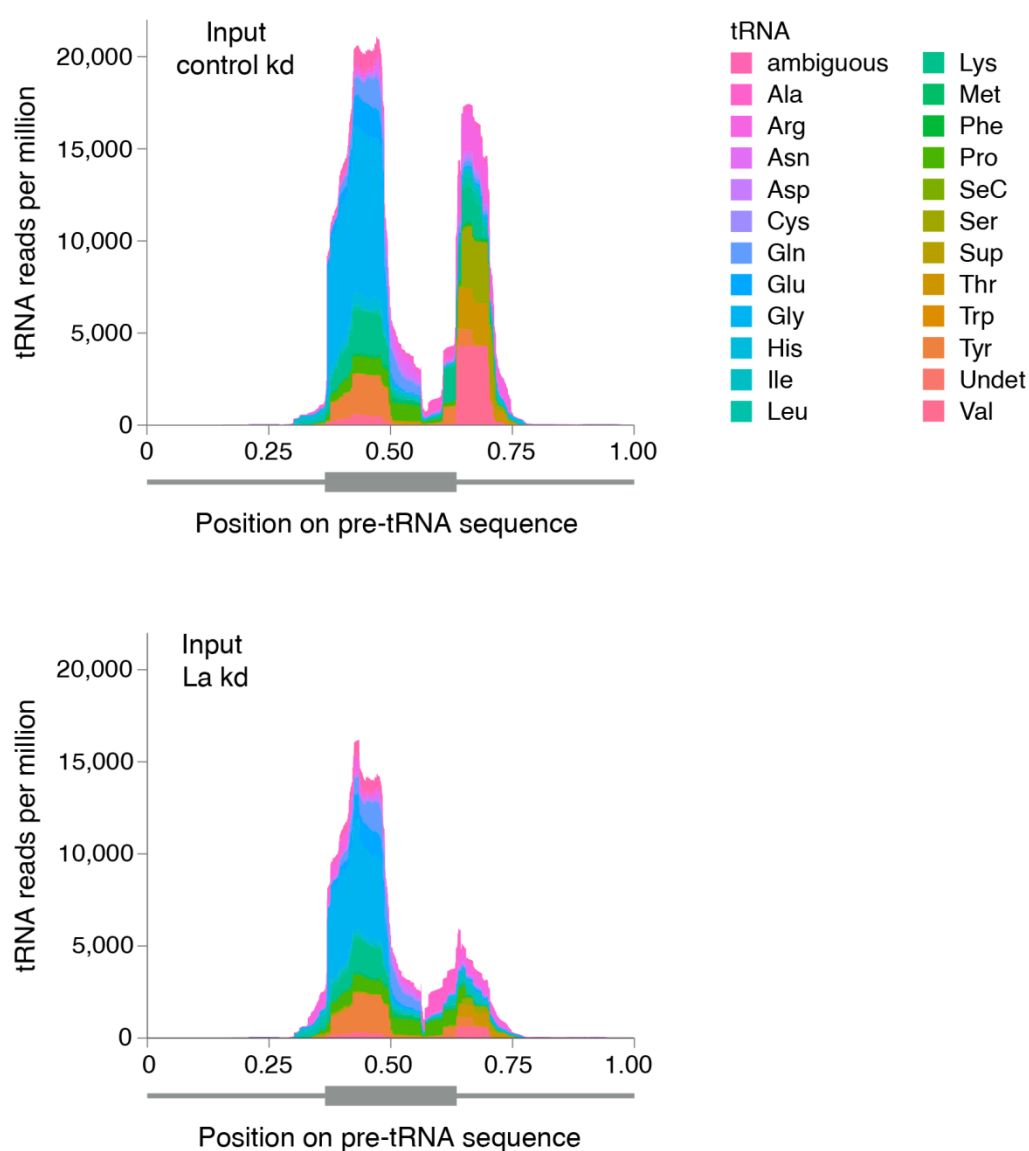 Input
control kd
tRNA reads per million
20,000
15,000
10,000
5,000
0
0 0.25 0.50 0.75 1.00
Position on pre-tRNA sequence
tRNA
ambiguous
Ala
Arg
Asn
Asp
Cys
Gln
Glu
Gly
His
Ile
Leu
Lys
Met
Phe
Pro
SeC
Ser
Sup
Thr
Trp
Tyr
Undet
Val
Input
La kd
tRNA reads per million
20,000
15,000
10,000
5,000
0
0 0.25 0.50 0.75 1.00
Position on pre-tRNA sequence